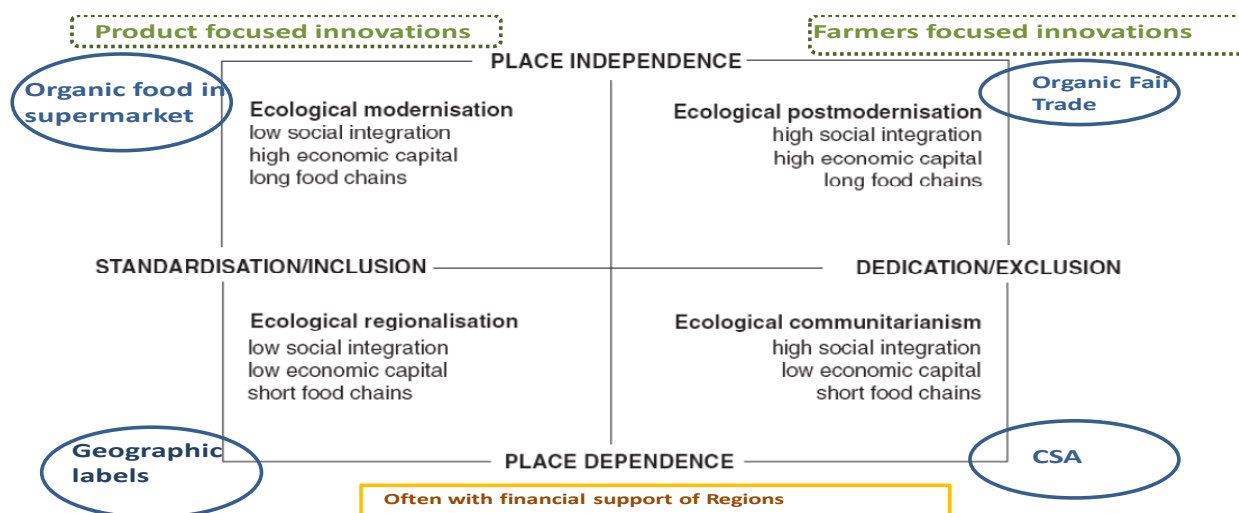 Product focused innovations
Farmers focused innovations
PLACE INDEPENDENCE
Organic food in
supermarket
Organic Fair
Trade
Ecological modernisation
low social integration
high economic capital
long food chains
Ecological postmodernisation
high social integration
high economic capital
long food chains
STANDARDISATION/INCLUSION
DEDICATION/EXCLUSION
Ecological regionalisation
low social integration
low economic capital
short food chains
Ecological communitarianism
high social integration
low economic capital
short food chains
Geographic
labels
PLACE DEPENDENCE
CSA
Often with financial support of Regions